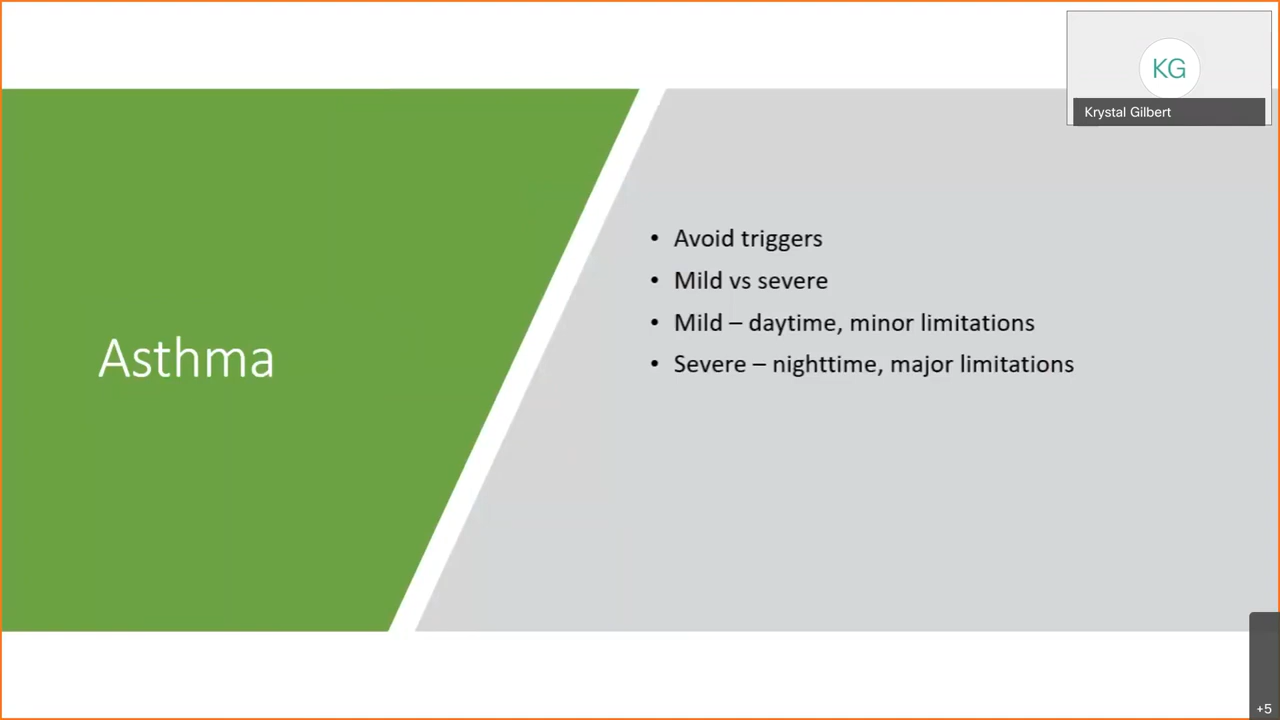 KG
Krystal Gilbert
Asthma
• Avoid triggers
• Mild vs severe
• Mild – daytime, minor limitations
• Severe – nighttime, major limitations
+5